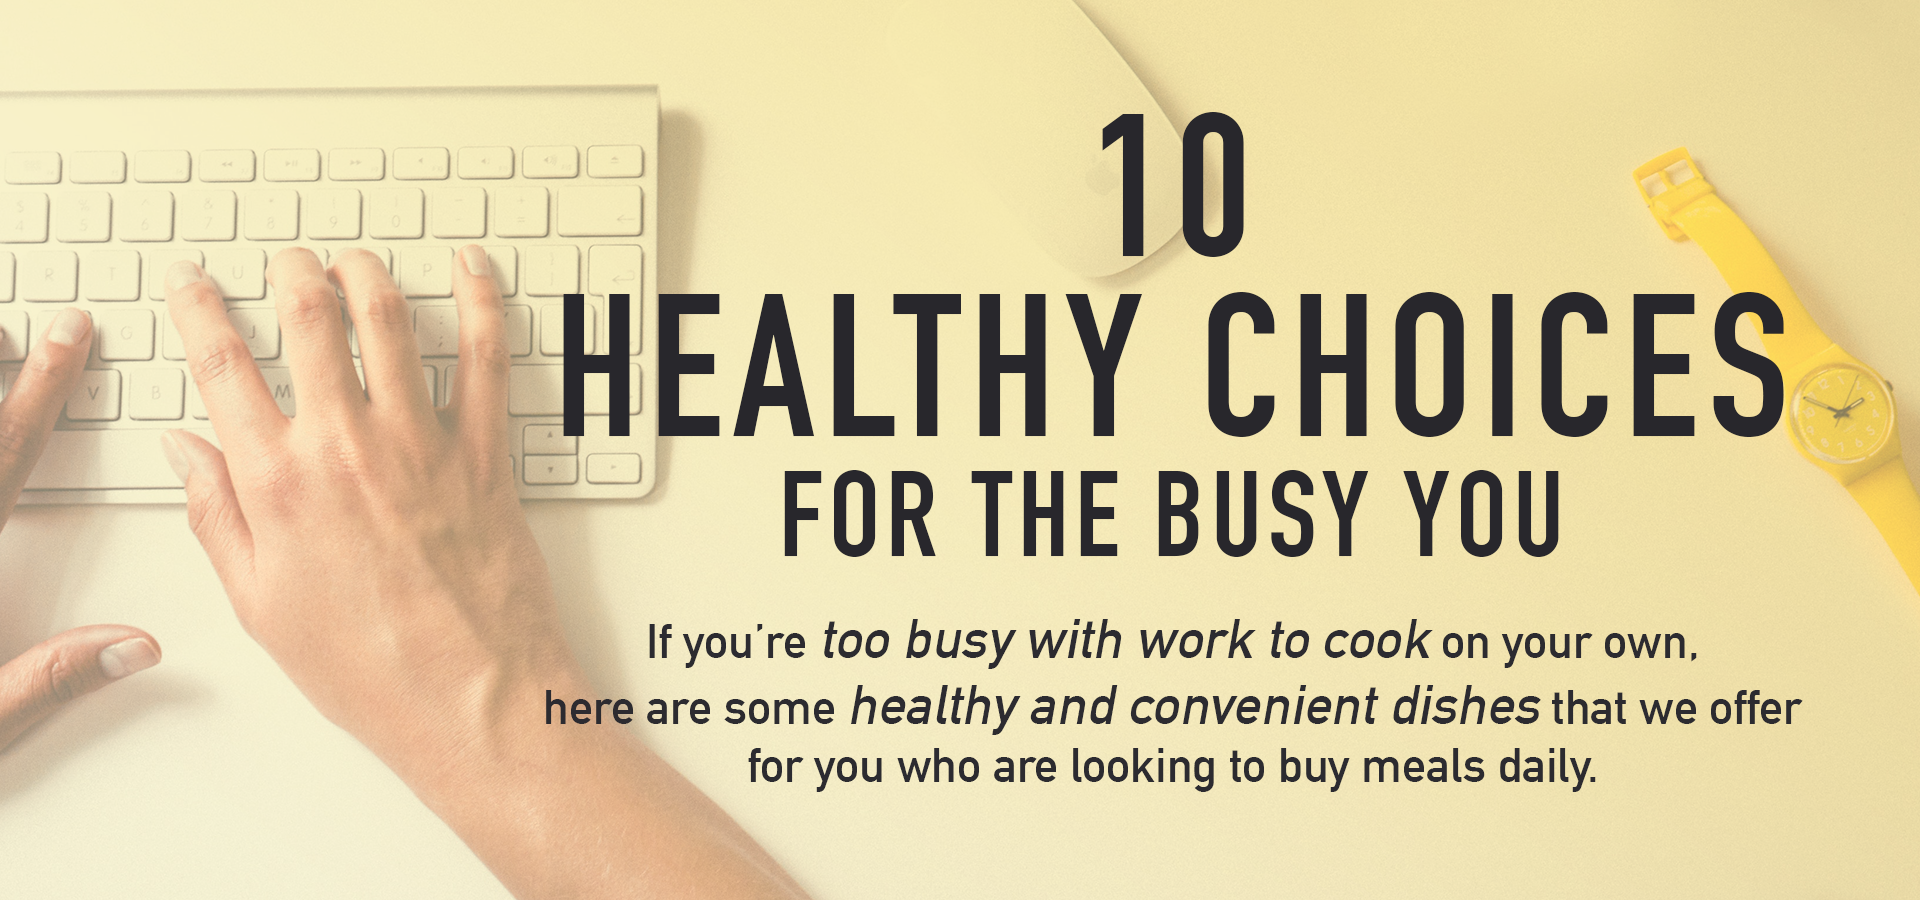 10
HEALTHY CHOICES
FOR THE BUSY YOU
If you're too busy with work to cook on your own,
here are some healthy and convenient dishes that we offer
for you who are looking to buy meals daily.